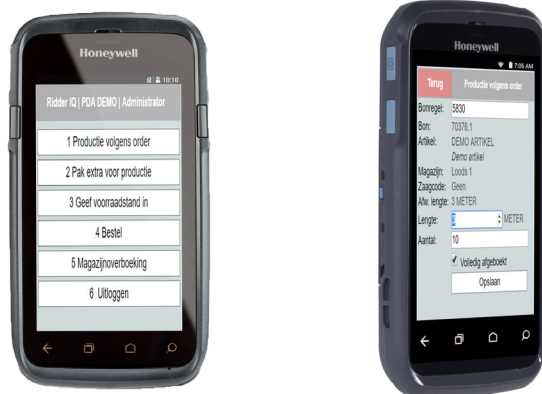 Honeywell
10:10
Ridder IQ | PDA DEMO | Administrator
1 Productie volgens order
2 Pak extra voor productie
3 Geef voorraadstand in
4 Bestel
5 Magazijnoverboeking
6 Uitloggen
Honeywell
7:06 AM
Terug Productie volgens order
Bonregel: 5830
Bon: 70376.1
Artikel: DEMO ARTIKEL
Demo artikel
Magazijn: Loods 1
Zaagcode: Geen
Afw. lengte: 3 METER
Lengte: 3 METER
Aantal: 10
Volledig afgeboekt
Opslaan